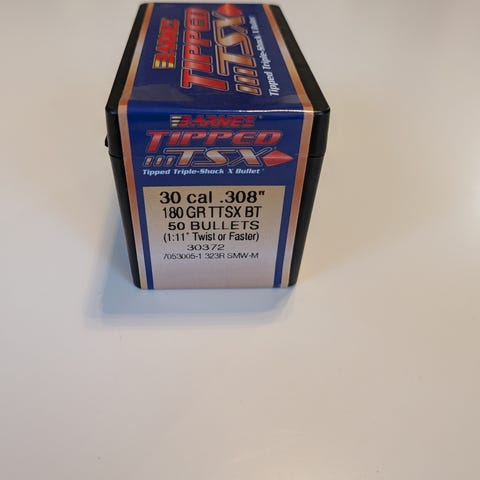 BARNES
TIPPED
TSX
Tipped Triple-Shock X Bullet
BARNES
TIPPED
TSX
Tipped Triple-Shock X Bullet
30 cal .308"
180 GR TTSX BT
50 BULLETS
(1:11" Twist or Faster)
30372
7053005-1 323R SMW-M